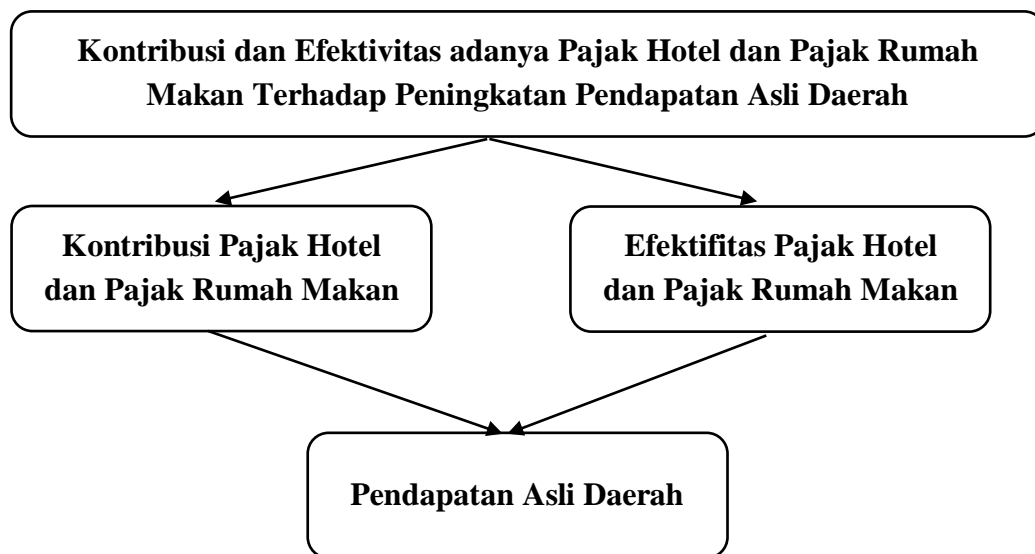 Kontribusi dan Efektivitas adanya Pajak Hotel dan Pajak Rumah
Makan Terhadap Peningkatan Pendapatan Asli Daerah
Kontribusi Pajak Hotel
dan Pajak Rumah Makan
Efektifitas Pajak Hotel
dan Pajak Rumah Makan
Pendapatan Asli Daerah